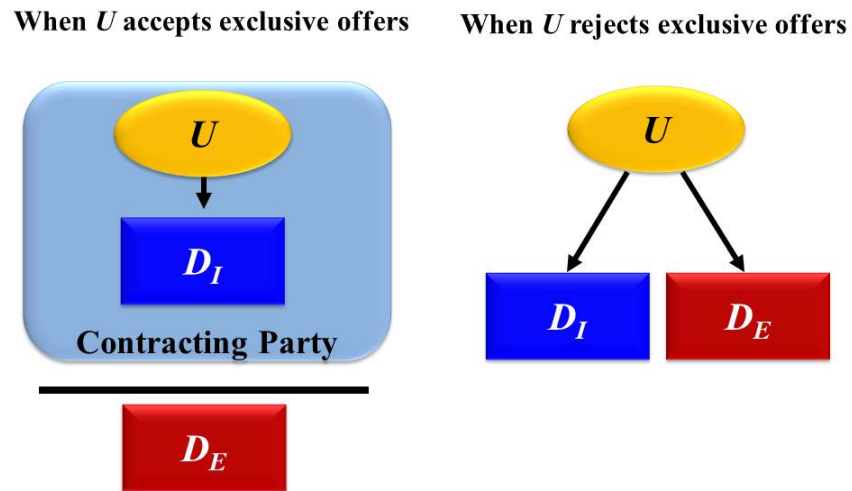 When U accepts exclusive offers
U
D_I
Contracting Party
D_E
When U rejects exclusive offers
U
D_I
D_E